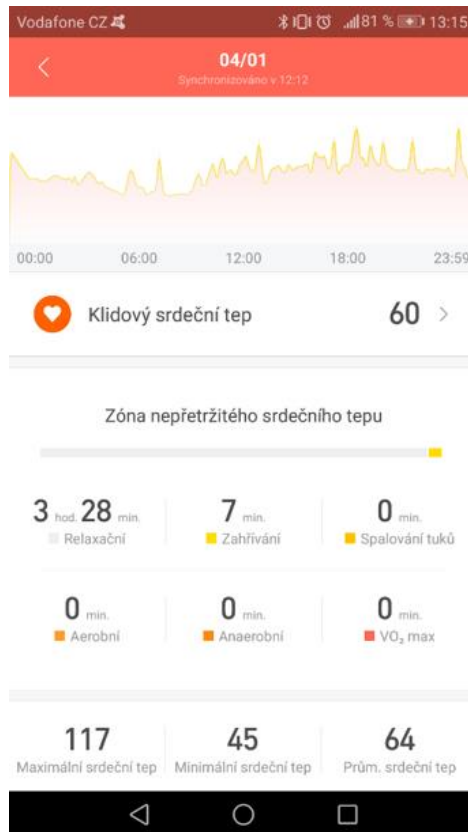 Vodafone CZ 81 % 13:15
04/01
Synchronizováno v 12:12
00:00 06:00 12:00 18:00 23:59
Klidový srdeční tep 60
Zóna nepřetržitého srdečního tepu
3 hod. 28 min. 7 min. 0 min.
Relaxační Zahřívání Spalování tuků
0 min. 0 min. 0 min.
Aerobní Anaerobní VO₂ max
117 45 64
Maximální srdeční tep Minimální srdeční tep Prům. srdeční tep